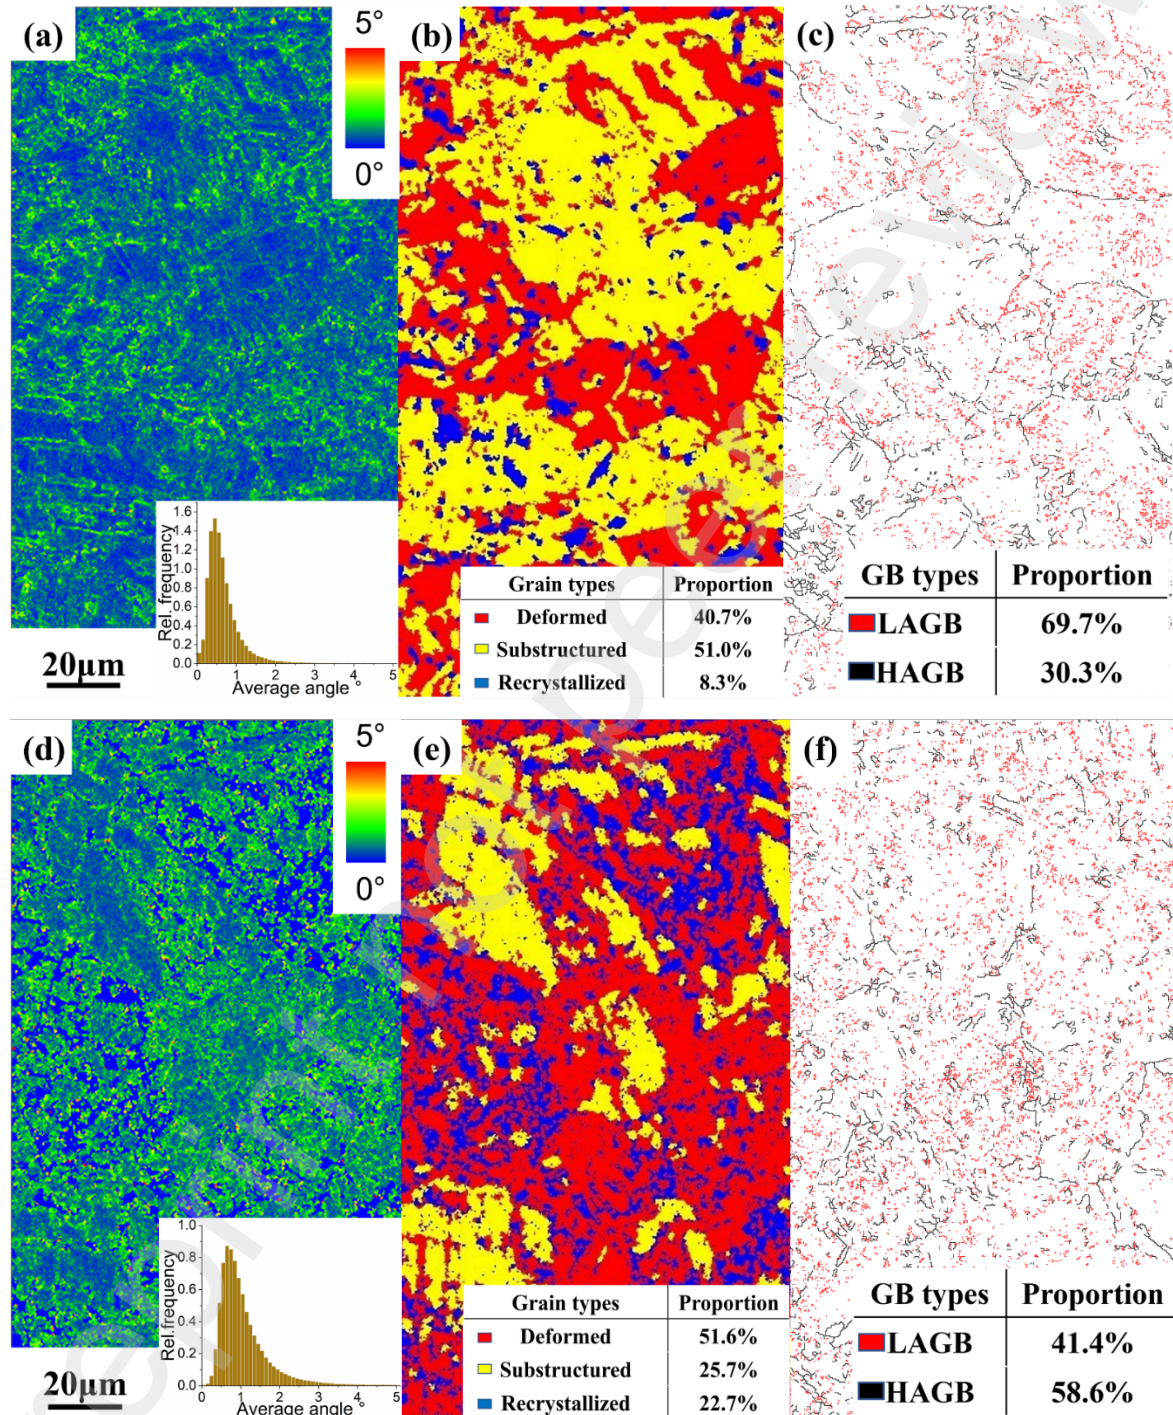 (a)
5°
0°
Rel. frequency
1.6
1.4
1.2
1.0
0.8
0.6
0.4
0.2
0.0
0 1 2 3 4 5
Average angle °
20μm
(b)
Grain types Proportion
Deformed 40.7%
Substructured 51.0%
Recrystallized 8.3%
(c)
GB types Proportion
LAGB 69.7%
HAGB 30.3%
(d)
5°
0°
Rel.frequency
1.0
0.8
0.6
0.4
0.2
0.0
0 1 2 3 4 5
Average angle °
20μm
(e)
Grain types Proportion
Deformed 51.6%
Substructured 25.7%
Recrystallized 22.7%
(f)
GB types Proportion
LAGB 41.4%
HAGB 58.6%
reprint not peer review